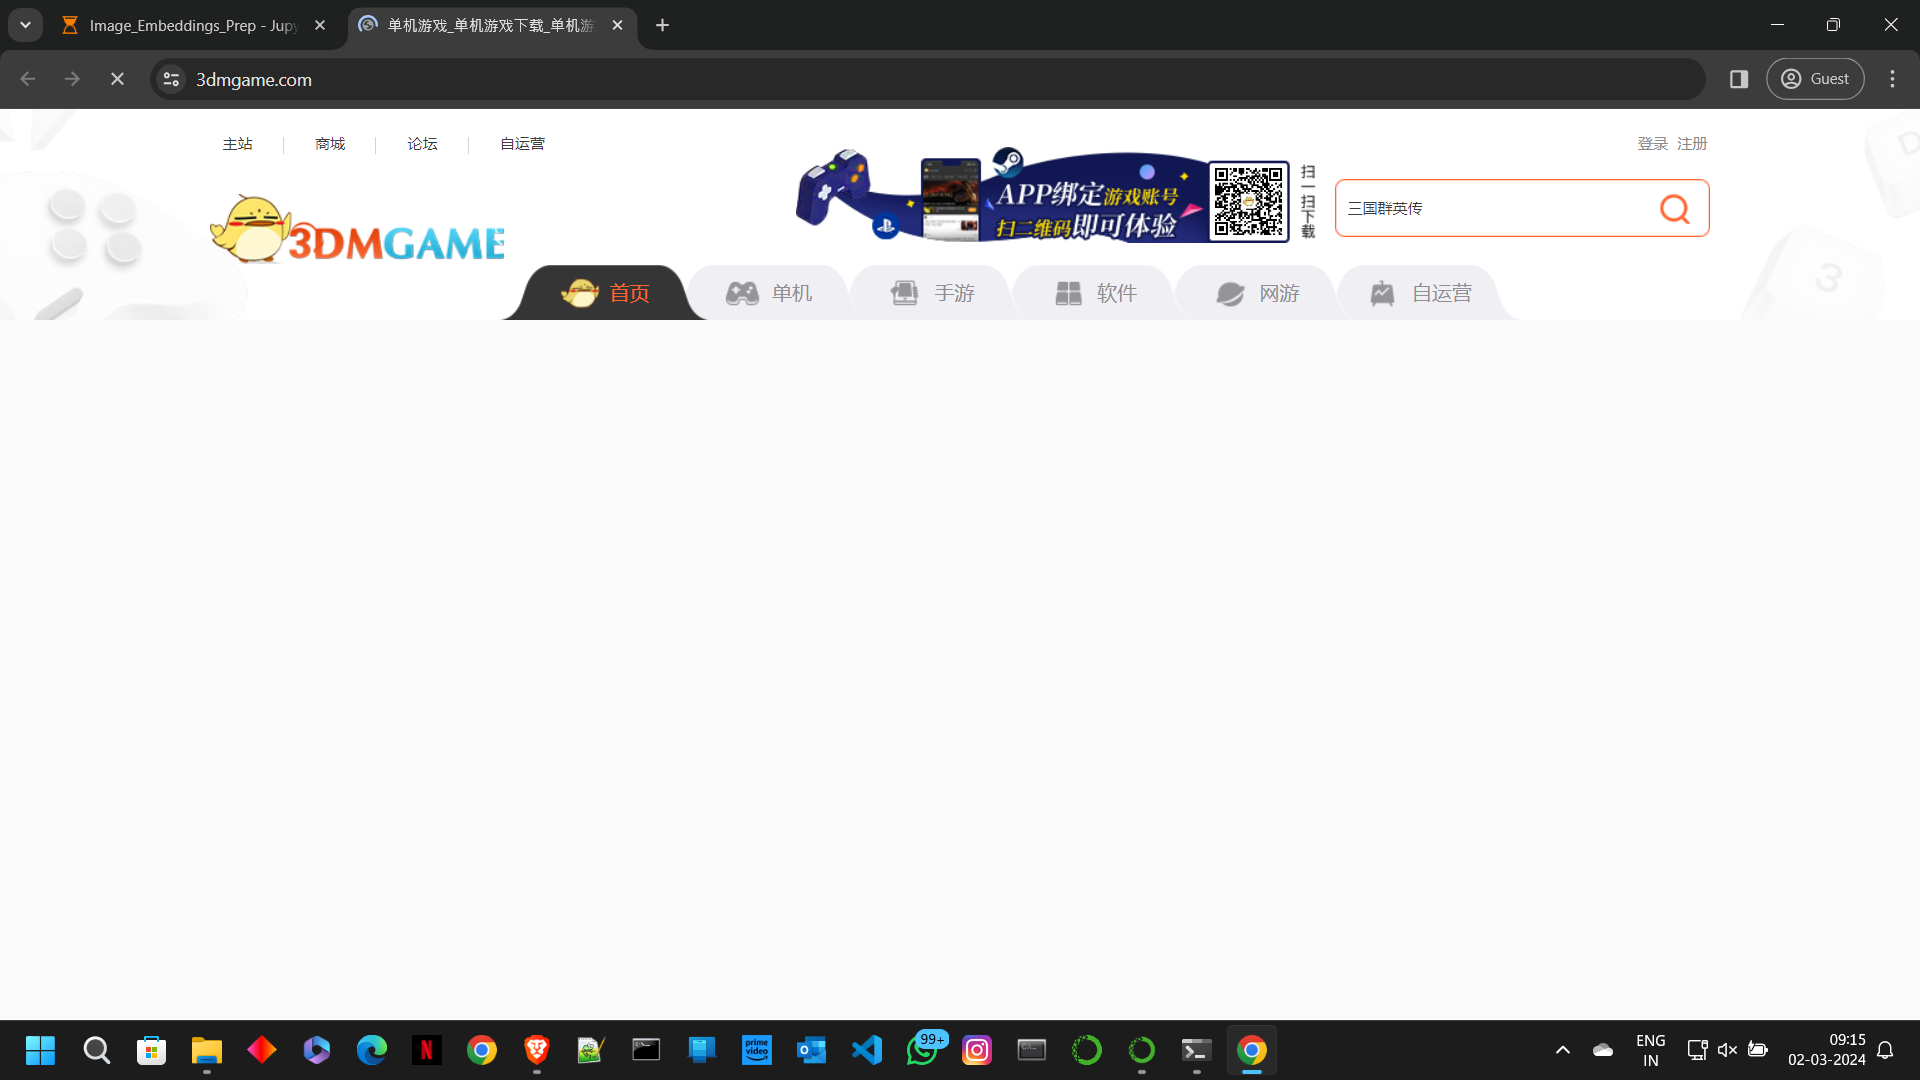 Image_Embeddings_Prep - Jupy
单机游戏_单机游戏下载_单机游
3dmgame.com
Guest
主站
商城
论坛
自运营
登录 注册
3DMGAME
APP绑定游戏账号
扫二维码即可体验
扫一扫下载
三国群英传
首页
单机
手游
软件
网游
自运营
D
3
prime video
99+
ENG
IN
09:15
02-03-2024